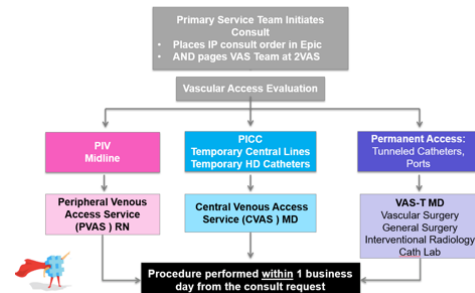 Primary Service Team Initiates
Consult
• Places IP consult order in Epic
• AND pages VAS Team at 2VAS
Vascular Access Evaluation
PIV
Midline
PICC
Temporary Central Lines
Temporary HD Catheters
Permanent Access:
Tunneled Catheters,
Ports
Peripheral Venous
Access Service
(PVAS ) RN
Central Venous Access
Service (CVAS ) MD
VAS-T MD
Vascular Surgery
General Surgery
Interventional Radiology
Cath Lab
Procedure performed within 1 business
day from the consult request